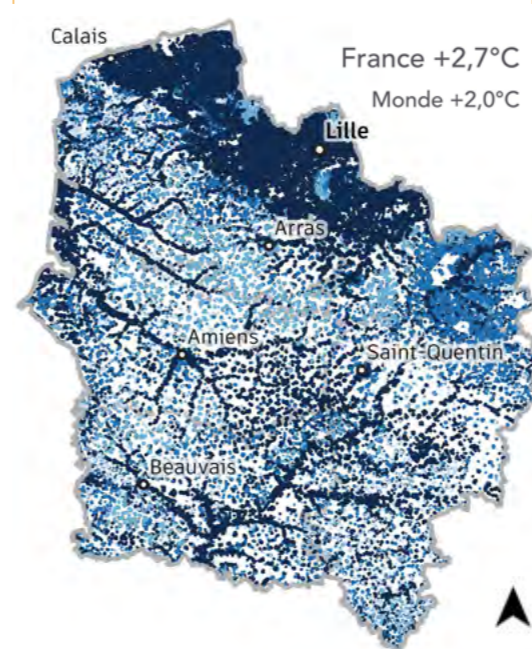 Calais
France +2,7°C
Monde +2,0°C
Lille
Arras
Amiens
Saint-Quentin
Beauvais